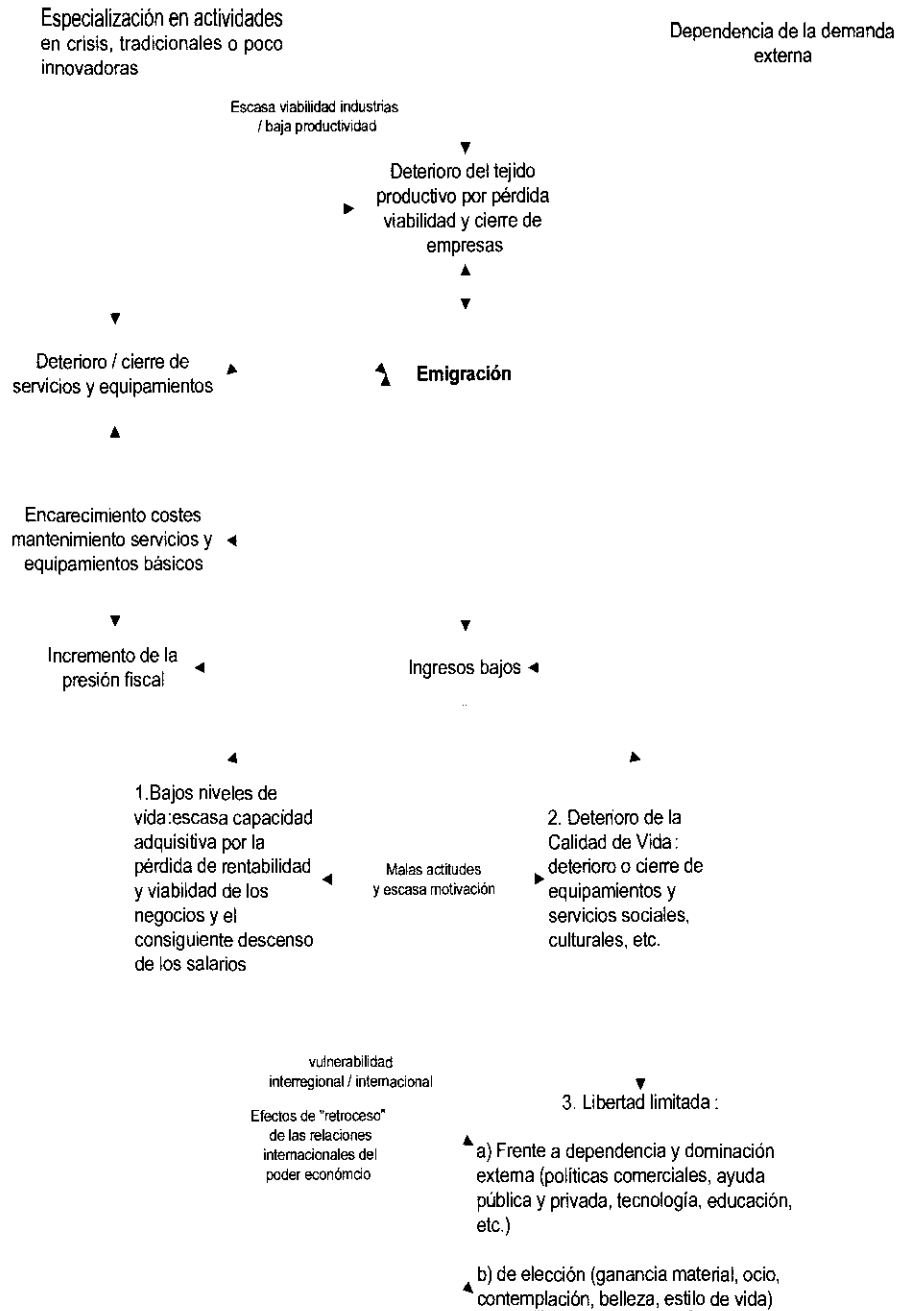 Especialización en actividades
en crisis, tradicionales o poco
innovadoras
Dependencia de la demanda
externa
Escasa viabilidad industrias
/ baja productividad
Deterioro del tejido
productivo por pérdida
viabilidad y cierre de
empresas
Deterioro / cierre de
servicios y equipamientos
Emigración
Encarecimiento costes
mantenimiento servicios y
equipamientos básicos
Incremento de la
presión fiscal
Ingresos bajos
1.Bajos niveles de
vida:escasa capacidad
adquisitiva por la
pérdida de rentabilidad
y viabildad de los
negocios y el
consiguiente descenso
de los salarios
Malas actitudes
y escasa motivación
2. Deterioro de la
Calidad de Vida :
deterioro o cierre de
equipamientos y
servicios sociales,
culturales, etc.
vulnerabilidad
interregional / internacional
Efectos de "retroceso"
de las relaciones
internacionales del
poder económcio
3. Libertad limitada :
a) Frente a dependencia y dominación
externa (políticas comerciales, ayuda
pública y privada, tecnología, educación,
etc.)
b) de elección (ganancia material, ocio,
contemplación, belleza, estilo de vida)